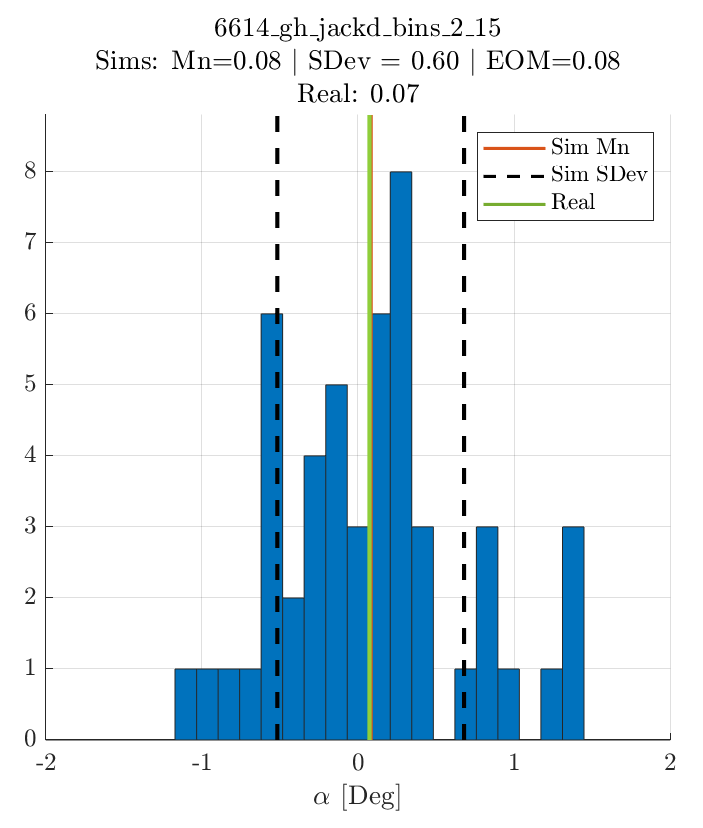 6614_gh_jackd_bins_2_15
Sims: Mn=0.08 | SDev = 0.60 | EOM=0.08
Real: 0.07
Sim Mn
Sim SDev
Real
8
7
6
5
4
3
2
1
0
-2 -1 0 1 2
α [Deg]